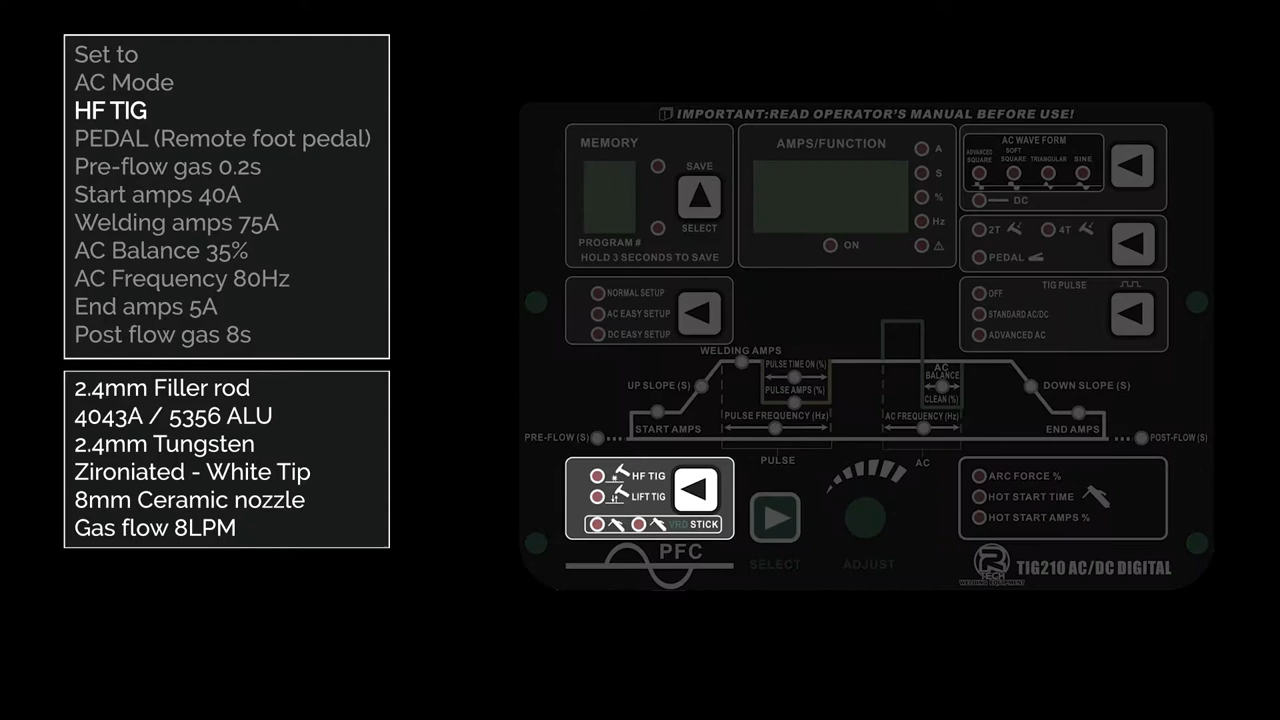 Set to
AC Mode
HF TIG
PEDAL (Remote foot pedal)
Pre-flow gas 0.2s
Start amps 40A
Welding amps 75A
AC Balance 35%
AC Frequency 80Hz
End amps 5A
Post flow gas 8s
2.4mm Filler rod
4043A / 5356 ALU
2.4mm Tungsten
Zironiated - White Tip
8mm Ceramic nozzle
Gas flow 8LPM
IMPORTANT:READ OPERATOR'S MANUAL BEFORE USE!
MEMORY
SAVE
SELECT
PROGRAM #
HOLD 3 SECONDS TO SAVE
AMPS/FUNCTION
A
S
%
Hz
ON
AC WAVE FORM
ADVANCED SQUARE
SOFT SQUARE
TRIANGULAR
SINE
DC
2T
4T
PEDAL
NORMAL SETUP
AC EASY SETUP
DC EASY SETUP
TIG PULSE
OFF
STANDARD AC/DC
ADVANCED AC
WELDING AMPS
PULSE TIME ON (%)
UP SLOPE (S)
PULSE AMPS (%)
AC BALANCE
CLEAN (%)
DOWN SLOPE (S)
START AMPS
PULSE FREQUENCY (Hz)
AC FREQUENCY (Hz)
END AMPS
PRE-FLOW (S)
POST-FLOW (S)
PULSE
AC
HF TIG
LIFT TIG
VRD STICK
ARC FORCE %
HOT START TIME
HOT START AMPS %
PFC
SELECT
ADJUST
R-TECH
WELDING EQUIPMENT
TIG210 AC/DC DIGITAL